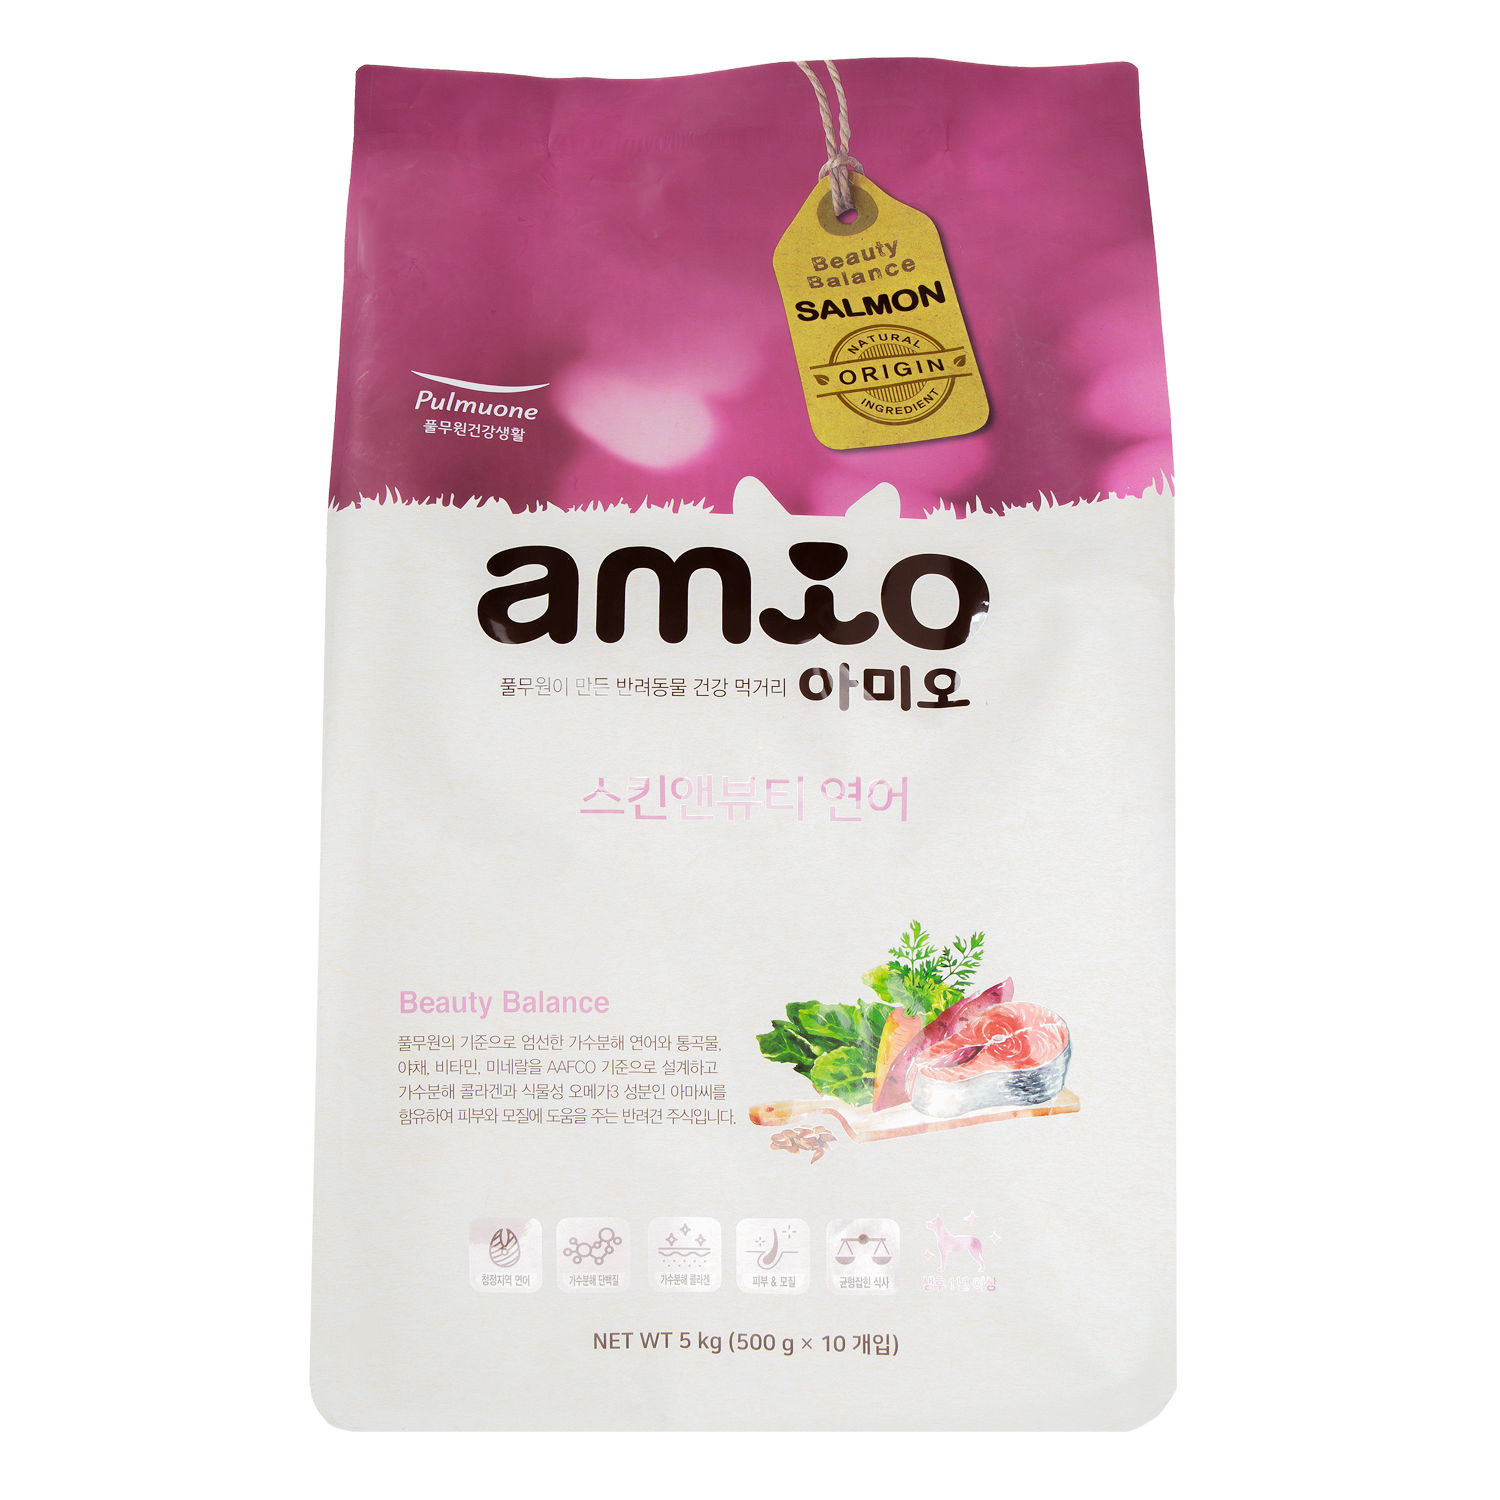 Beauty
Balance
SALMON
NATURAL
ORIGIN
INGREDIENT
Pulmuone
풀무원건강생활
amio
풀무원이 만든 반려동물 건강 먹거리 아미오
스킨앤뷰티 연어
Beauty Balance
풀무원의 기준으로 엄선한 가수분해 연어와 통곡물,
야채, 비타민, 미네랄을 AAFCO 기준으로 설계하고
가수분해 콜라겐과 식물성 오메가3 성분인 아마씨를
함유하여 피부와 모질에 도움을 주는 반려견 주식입니다.
청정지역 연어
가수분해 단백질
가수분해 콜라겐
피부 & 모질
균형잡힌 식사
생후 1년 이상
NET WT 5 kg (500 g × 10 개입)